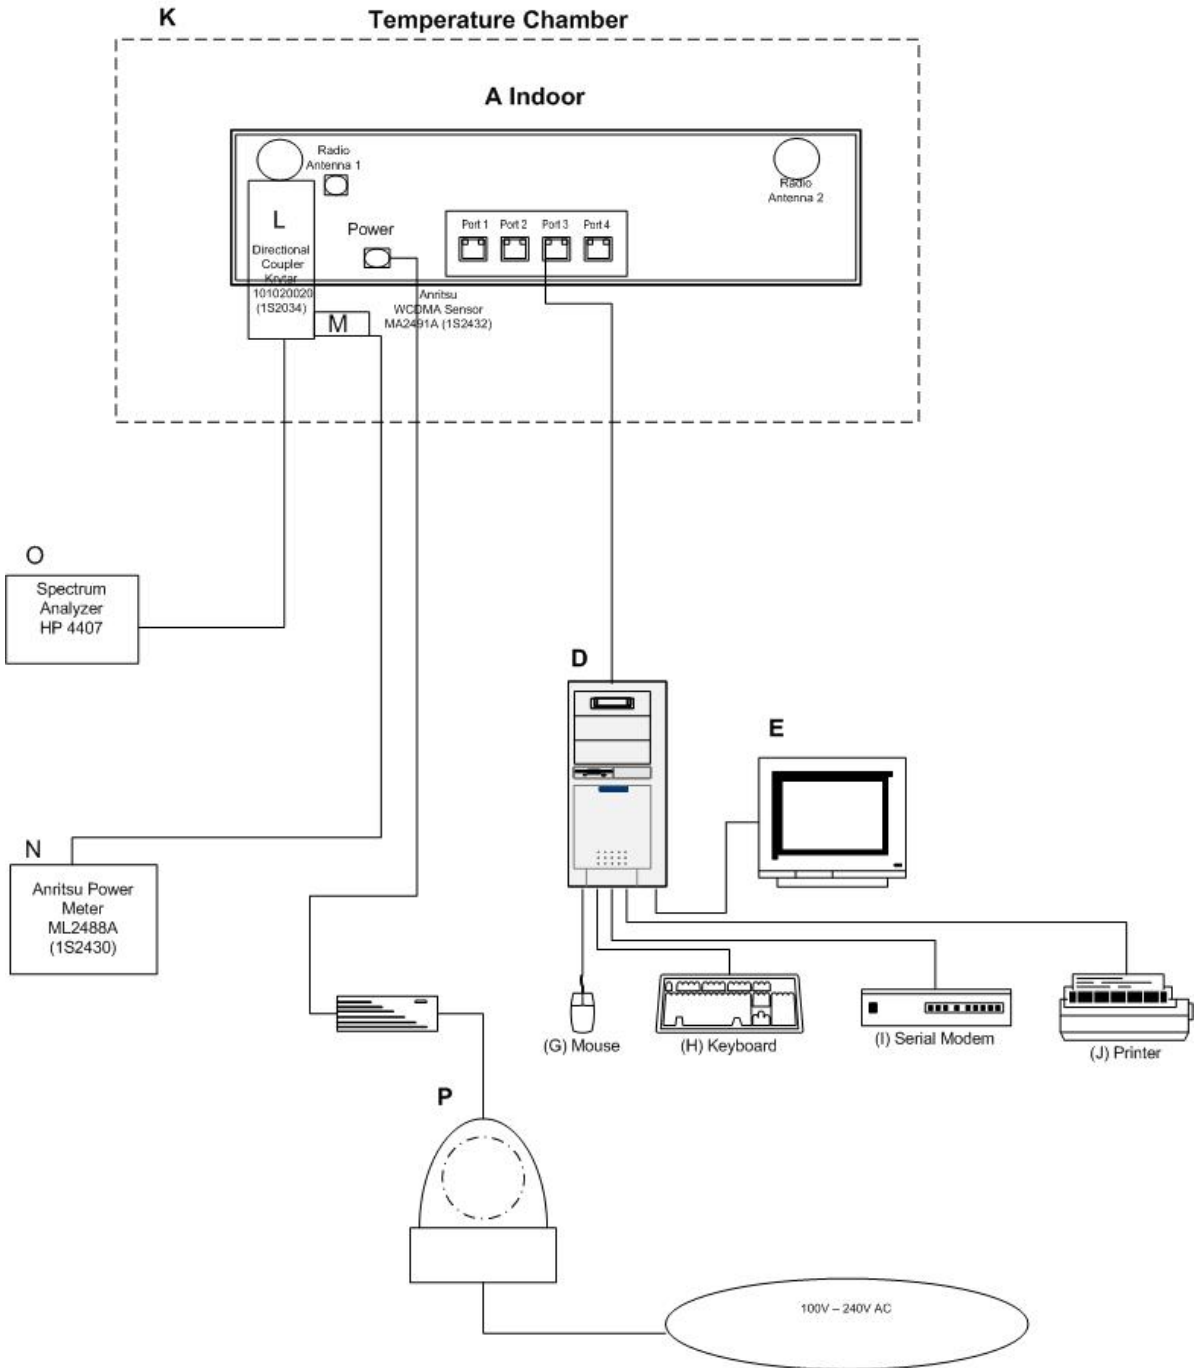 K
Temperature Chamber
A Indoor
Radio
Antenna 1
Radio
Antenna 2
L
Directional
Coupler
Krytar
101020020
(1S2034)
Power
Port 1
Port 2
Port 3
Port 4
M
Anritsu
WCDMA Sensor
MA2491A (1S2432)
O
Spectrum
Analyzer
HP 4407
D
E
N
Anritsu Power
Meter
ML2488A
(1S2430)
(G) Mouse
(H) Keyboard
(I) Serial Modem
(J) Printer
P
100V – 240V AC